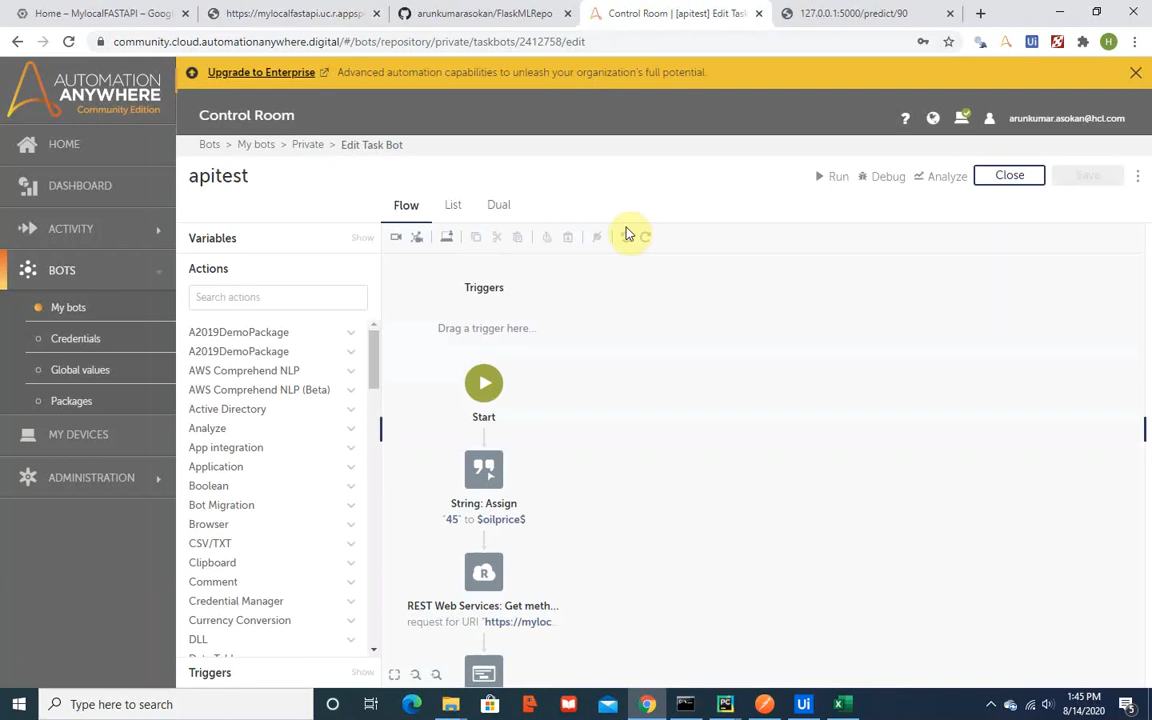 Home – MylocalFASTAPI – Goog
https://mylocalfastapi.uc.r.appsp
arunkumarasokan/FlaskMLRepo
Control Room | [apitest] Edit Tas
127.0.0.1:5000/predict/90
community.cloud.automationanywhere.digital/#/bots/repository/private/taskbots/2412758/edit
H
AUTOMATION
ANYWHERE
Community Edition
Upgrade to Enterprise
Advanced automation capabilities to unleash your organization's full potential.
Control Room
arunkumar.asokan@hcl.com
HOME
DASHBOARD
ACTIVITY
BOTS
My bots
Credentials
Global values
Packages
MY DEVICES
ADMINISTRATION
Bots > My bots > Private > Edit Task Bot
apitest
Run
Debug
Analyze
Close
Save
Flow
List
Dual
Variables
Show
Actions
Search actions
A2019DemoPackage
A2019DemoPackage
AWS Comprehend NLP
AWS Comprehend NLP (Beta)
Active Directory
Analyze
App integration
Application
Boolean
Bot Migration
Browser
CSV/TXT
Clipboard
Comment
Credential Manager
Currency Conversion
DLL
Triggers
Show
Triggers
Drag a trigger here...
Start
String: Assign
"45" to $oilprice$
REST Web Services: Get meth...
request for URI "https://myloc...
Type here to search
1:45 PM
8/14/2020
5